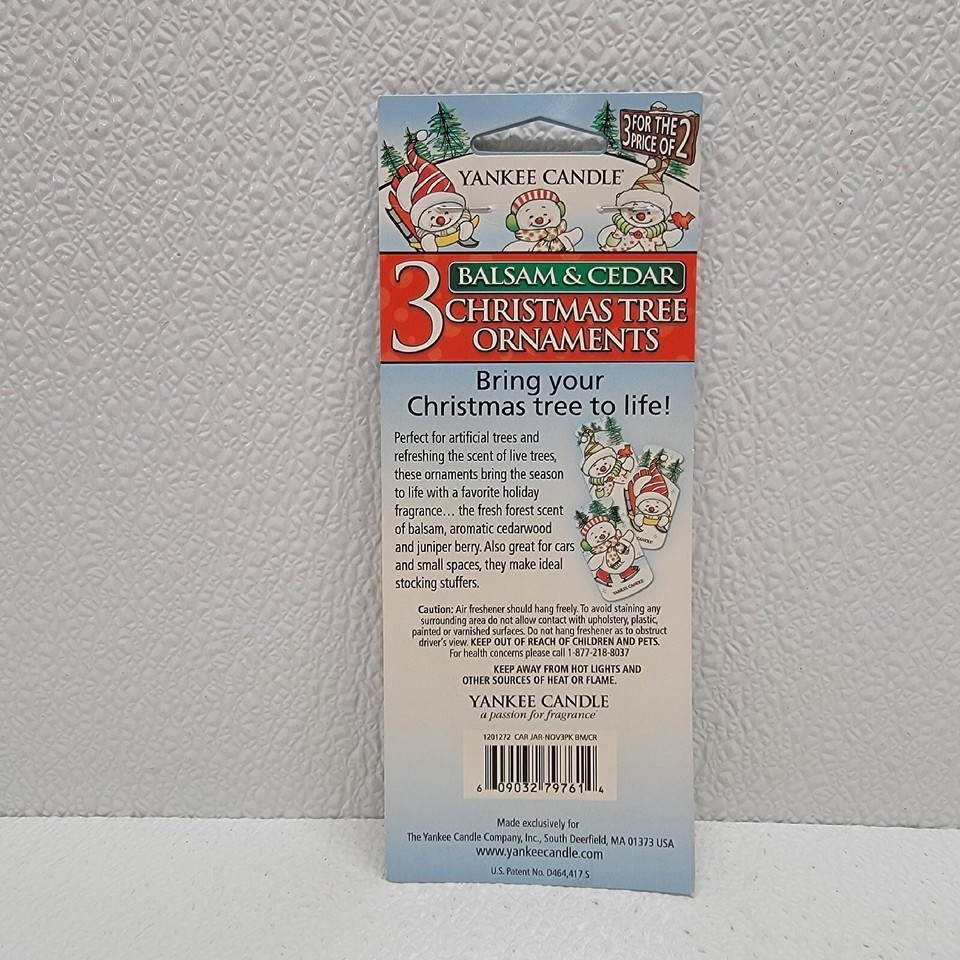 3 FOR THE
PRICE OF 2
YANKEE CANDLE®
3 BALSAM & CEDAR
CHRISTMAS TREE
ORNAMENTS
Bring your
Christmas tree to life!
Perfect for artificial trees and
refreshing the scent of live trees,
these ornaments bring the season
to life with a favorite holiday
fragrance... the fresh forest scent
of balsam, aromatic cedarwood
and juniper berry. Also great for cars
and small spaces, they make ideal
stocking stuffers.
CANDLE
YANKEE CANDLE
Caution: Air freshener should hang freely. To avoid staining any
surrounding area do not allow contact with upholstery, plastic,
painted or varnished surfaces. Do not hang freshener as to obstruct
driver's view. KEEP OUT OF REACH OF CHILDREN AND PETS.
For health concerns please call 1-877-218-8037
KEEP AWAY FROM HOT LIGHTS AND
OTHER SOURCES OF HEAT OR FLAME.
YANKEE CANDLE
a passion for fragrance®
1201272 CAR JAR-NOV3PK BM/CR
6 09032 79761 4
Made exclusively for
The Yankee Candle Company, Inc., South Deerfield, MA 01373 USA
www.yankeecandle.com
U.S. Patent No. D464,417 S